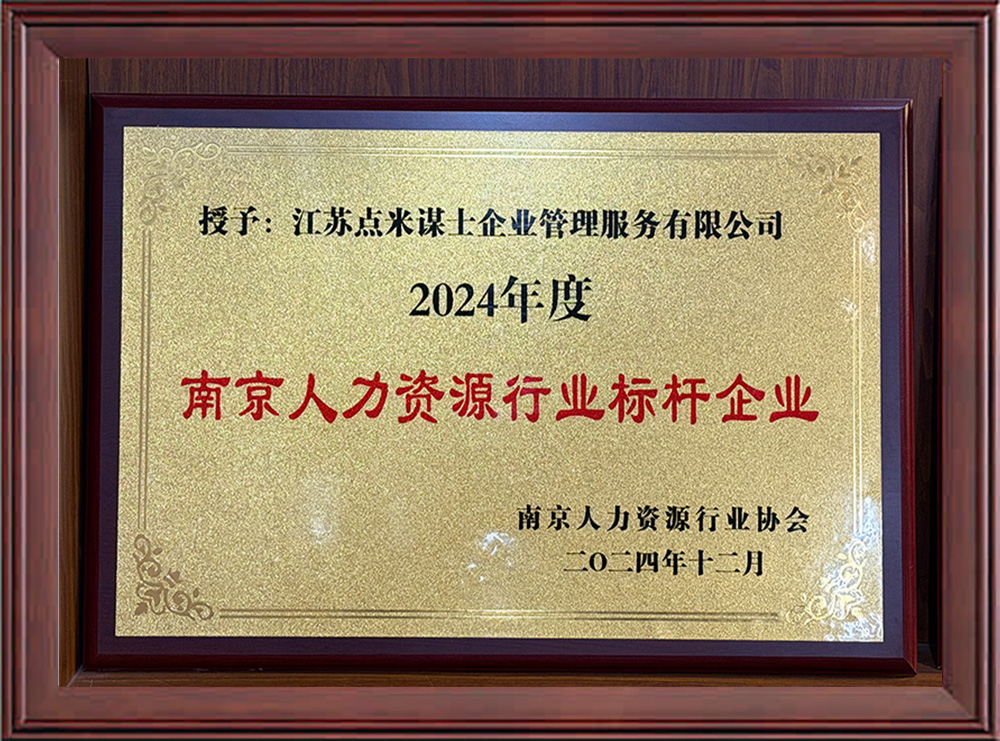 授予：江苏点米谋士企业管理服务有限公司
2024年度
南京人力资源行业标杆企业
南京人力资源行业协会
二〇二四年十二月